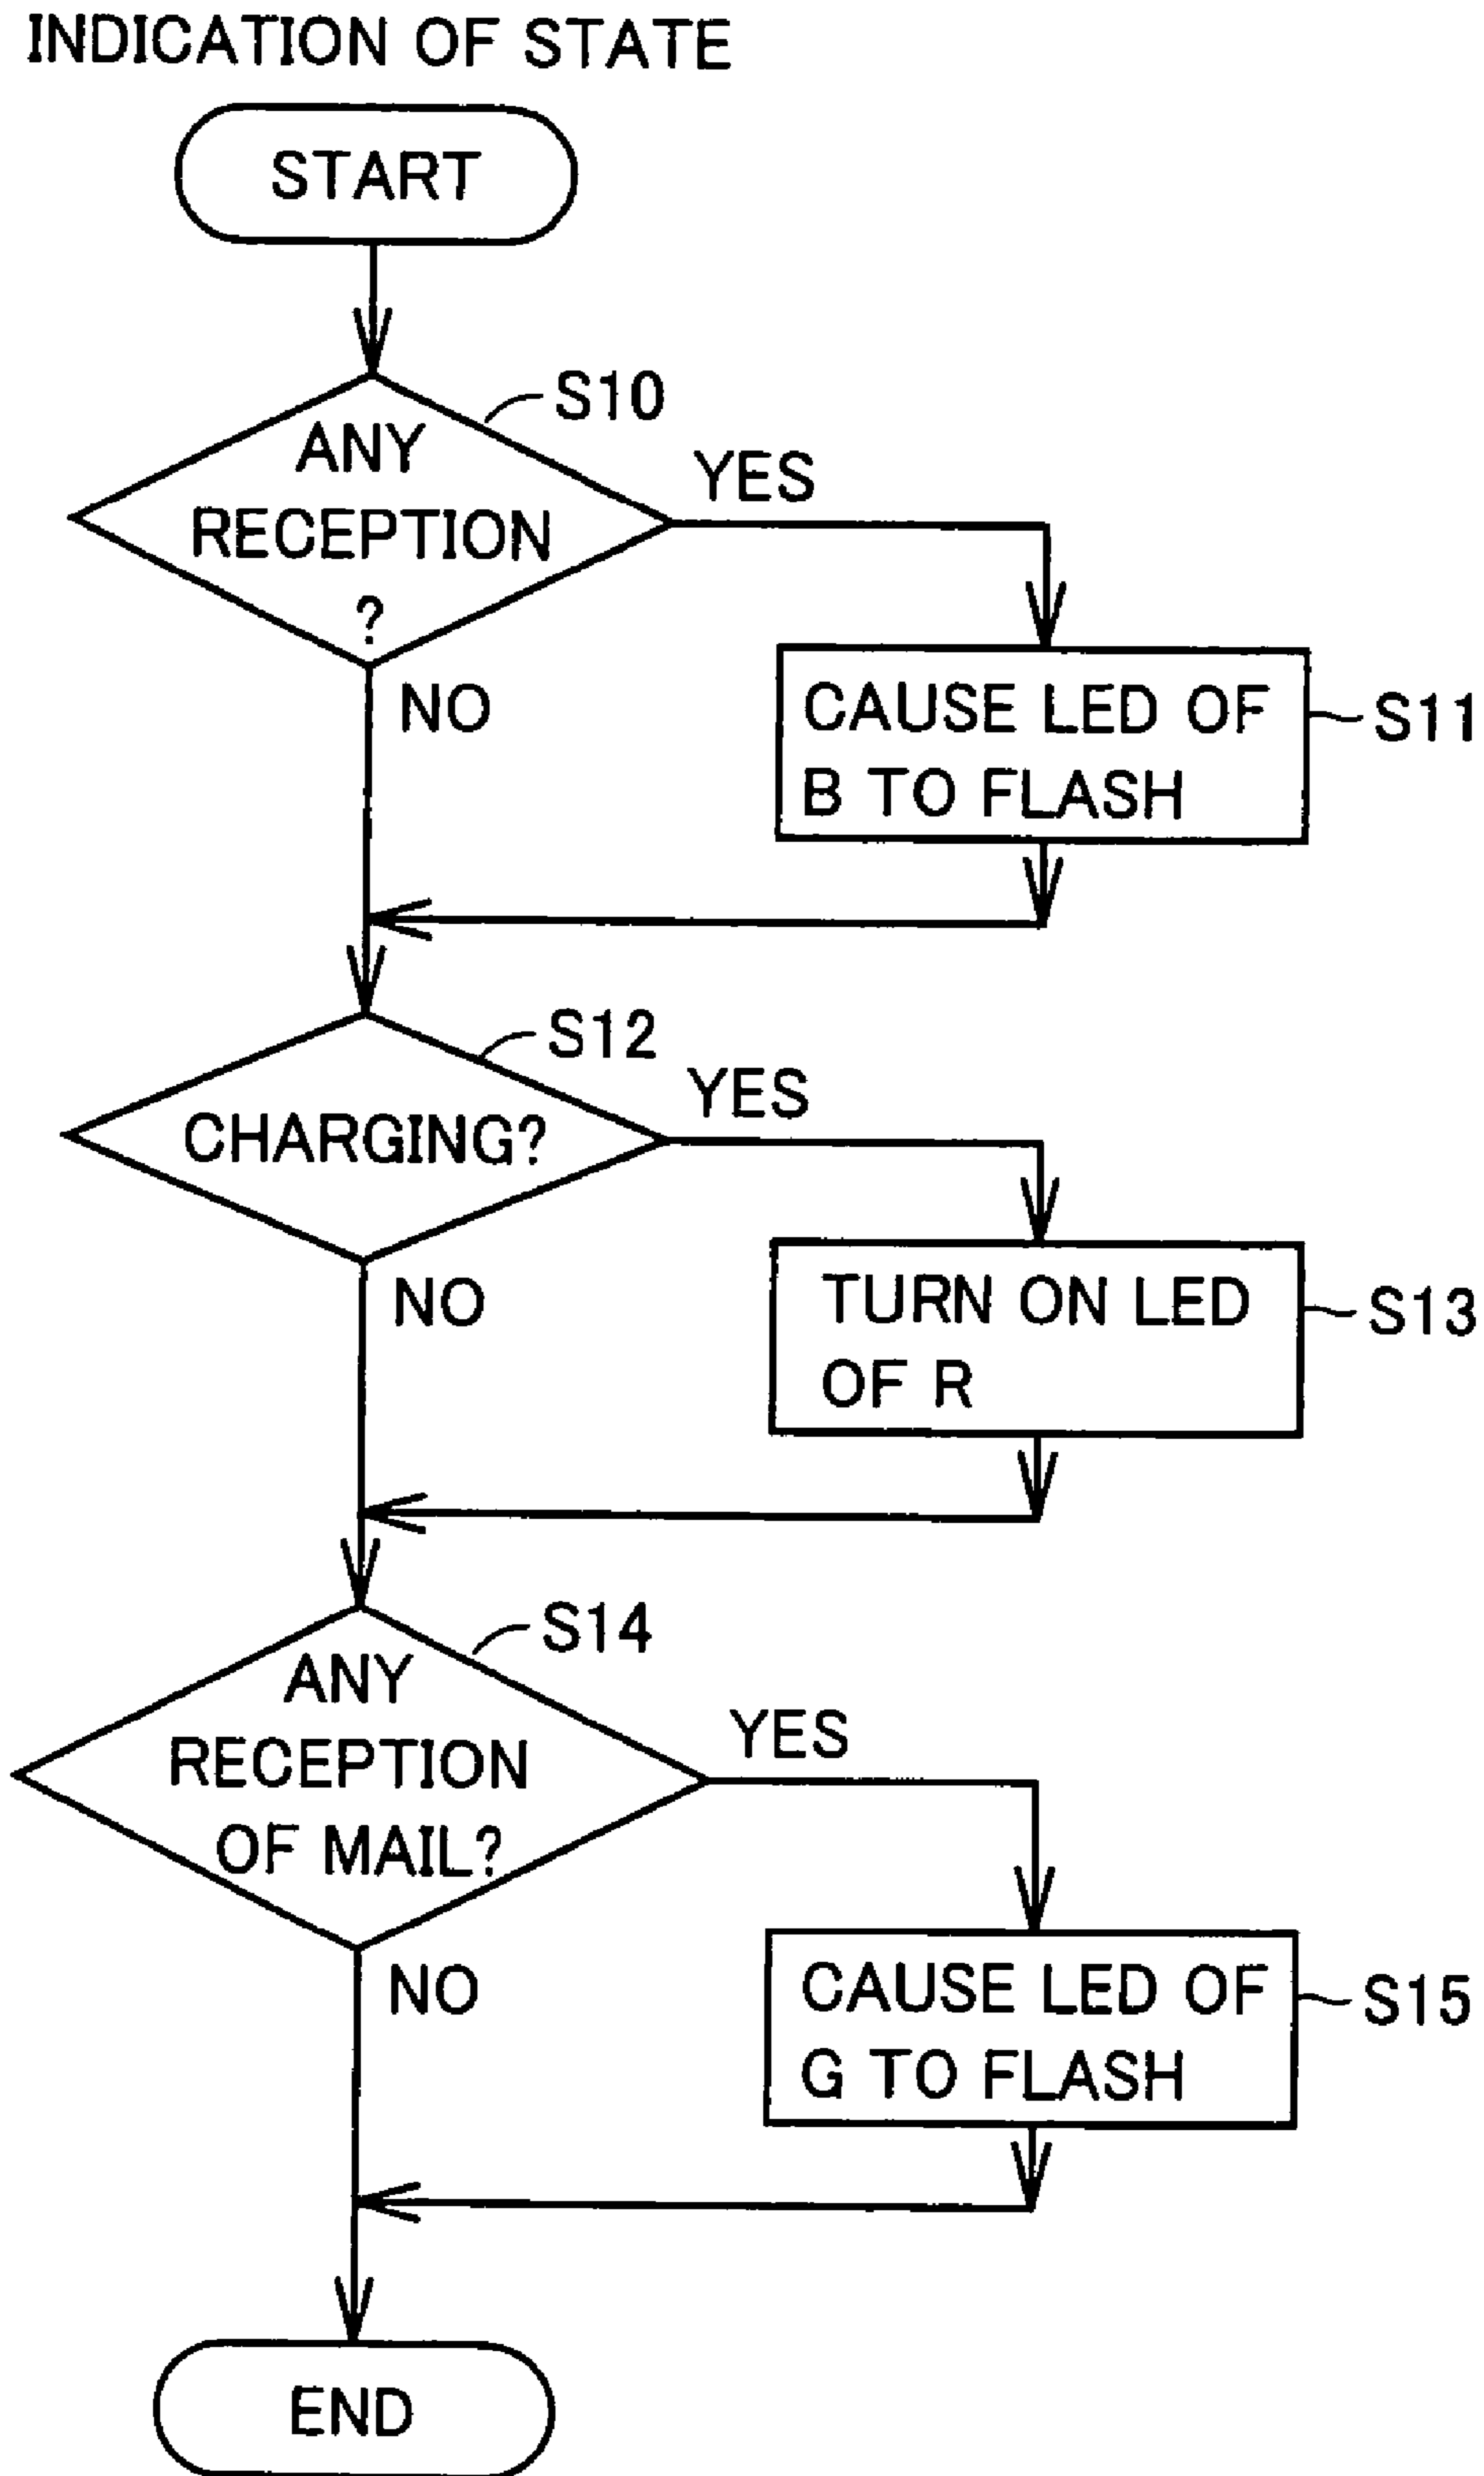 INDICATION OF STATE
START
S10
ANY
RECEPTION
?
YES
NO
CAUSE LED OF
B TO FLASH
S11
S12
CHARGING?
YES
NO
TURN ON LED
OF R
S13
S14
ANY
RECEPTION
OF MAIL?
YES
NO
CAUSE LED OF
G TO FLASH
S15
END